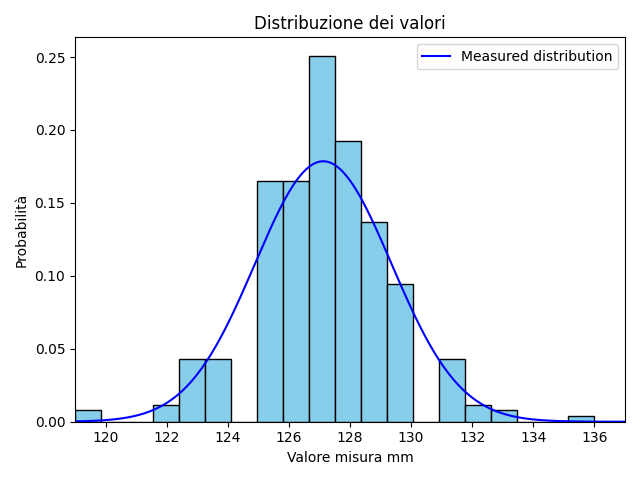 Distribuzione dei valori
Measured distribution
Probabilità
0.25
0.20
0.15
0.10
0.05
0.00
120 122 124 126 128 130 132 134 136
Valore misura mm